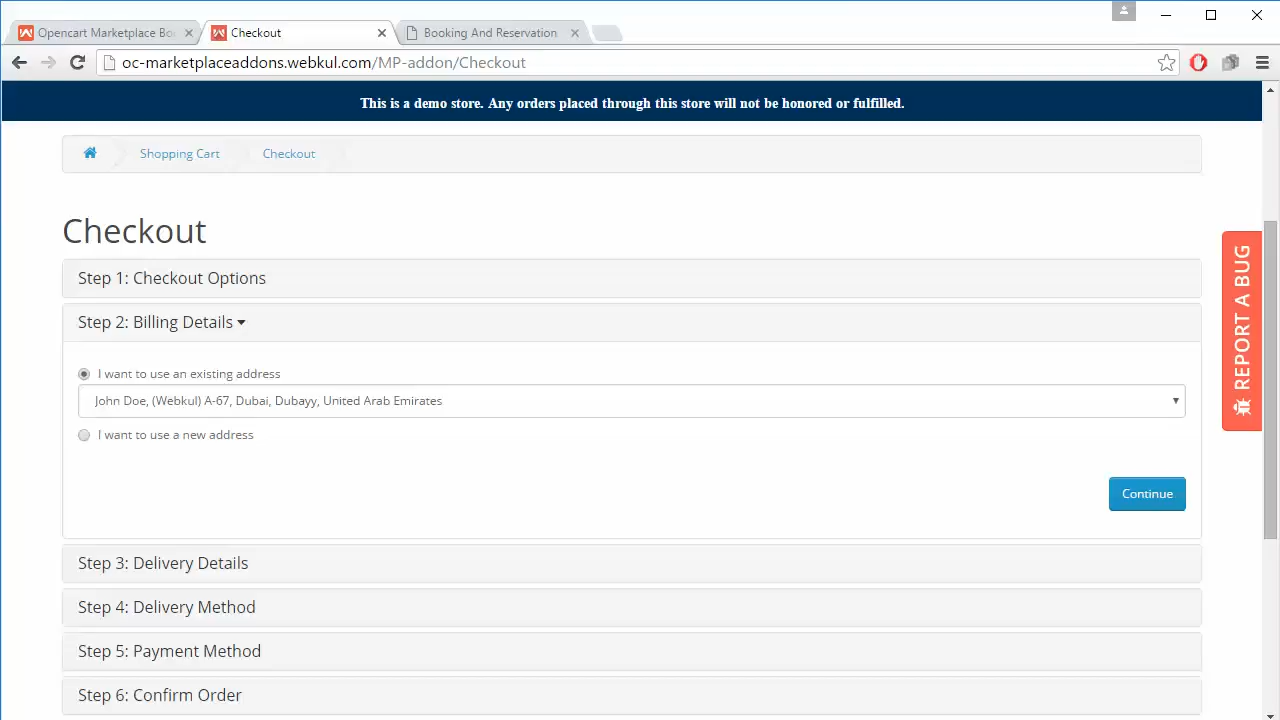 Opencart Marketplace Bo
Checkout
Booking And Reservation
oc-marketplaceaddons.webkul.com/MP-addon/Checkout
This is a demo store. Any orders placed through this store will not be honored or fulfilled.
Shopping Cart
Checkout
Checkout
Step 1: Checkout Options
Step 2: Billing Details
I want to use an existing address
John Doe, (Webkul) A-67, Dubai, Dubayy, United Arab Emirates
I want to use a new address
Continue
REPORT A BUG
Step 3: Delivery Details
Step 4: Delivery Method
Step 5: Payment Method
Step 6: Confirm Order